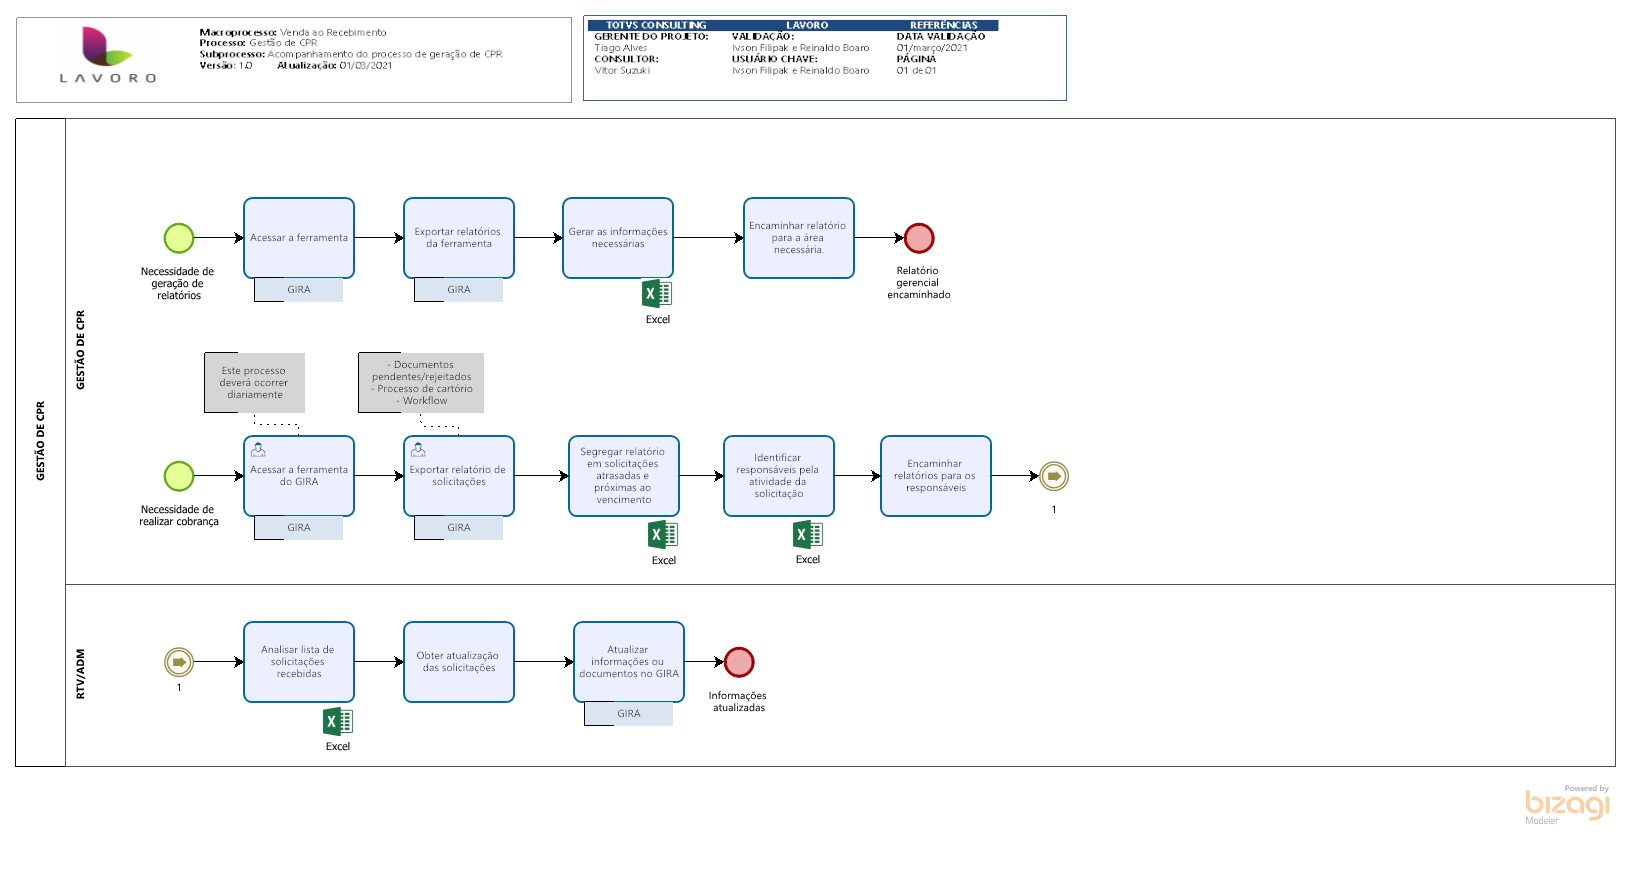 LAVORO
Macroprocesso: Venda ao Recebimento
Processo: Gestão de CPR
Subprocesso: Acompanhamento do processo de geração de CPR
Versão: 1.0 Atualização: 01/03/2021
TOTVS CONSULTING LAVORO REFERÊNCIAS
GERENTE DO PROJETO: VALIDAÇÃO: DATA VALIDAÇÃO
Tiago Alves Ivson Filipak e Reinaldo Boaro 01/março/2021
CONSULTOR: USUÁRIO CHAVE: PÁGINA
Vitor Suzuki Ivson Filipak e Reinaldo Boaro 01 de 01
GESTÃO DE CPR
GESTÃO DE CPR
Necessidade de
geração de
relatórios
Acessar a ferramenta
GIRA
Exportar relatórios
da ferramenta
GIRA
Gerar as informações
necessárias
Excel
Encaminhar relatório
para a área
necessária.
Relatório
gerencial
encaminhado
Este processo
deverá ocorrer
diariamente
- Documentos
pendentes/rejeitados
- Processo de cartório
- Workflow
Necessidade de
realizar cobrança
Acessar a ferramenta
do GIRA
GIRA
Exportar relatório de
solicitações
GIRA
Segregar relatório
em solicitações
atrasadas e
próximas ao
vencimento
Excel
Identificar
responsáveis pela
atividade da
solicitação
Excel
Encaminhar
relatórios para os
responsáveis
1
RTV/ADM
1
Analisar lista de
solicitações
recebidas
Excel
Obter atualização
das solicitações
Atualizar
informações ou
documentos no GIRA
GIRA
Informações
atualizadas
Powered by
bizagi
Modeler